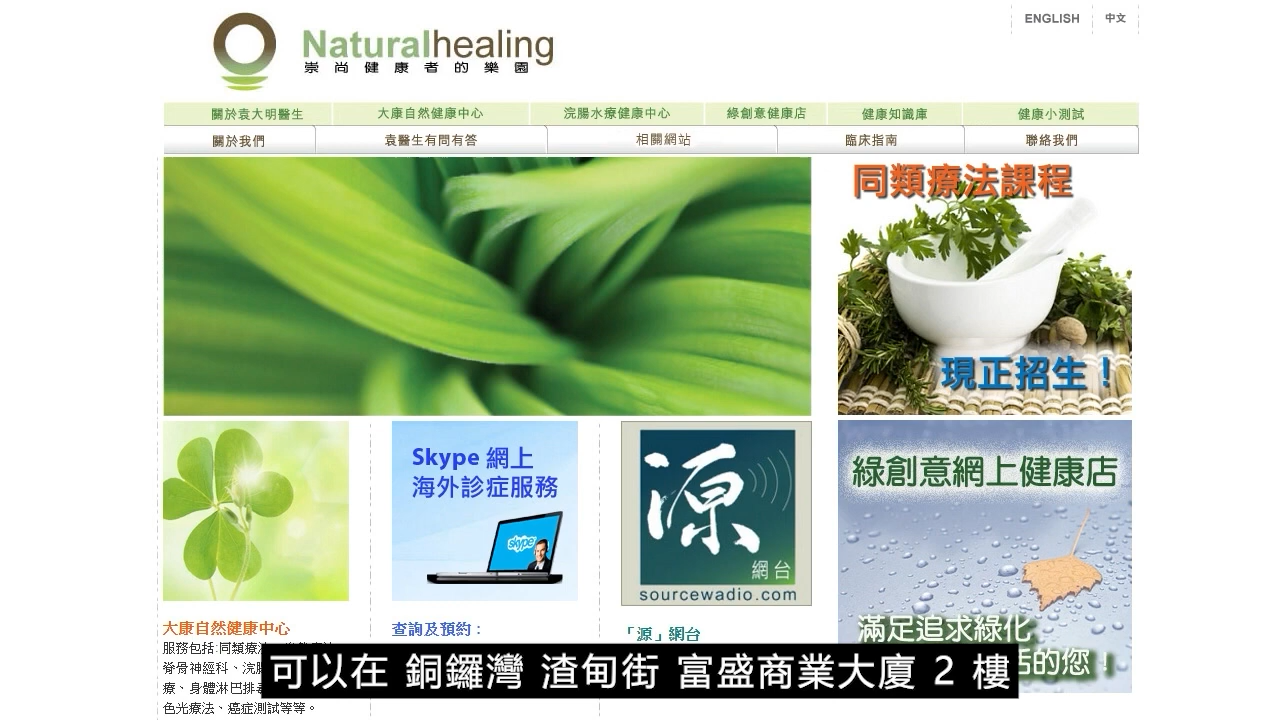 ENGLISH 中文
Naturalhealing
崇尚健康者的樂園
關於袁大明醫生 大康自然健康中心 浣腸水療健康中心 綠創意健康店 健康知識庫 健康小測試
關於我們 袁醫生有問有答 相關網站 臨床指南 聯絡我們
同類療法課程
現正招生！
Skype 網上
海外診症服務
skype
源
網台
sourcewadio.com
綠創意網上健康店
滿足追求綠化
活的您！
大康自然健康中心
服務包括:同類療法、
脊骨神經科、浣腸
療、身體淋巴排毒
色光療法、癌症測試等等。
查詢及預約：
「源」網台
可以在 銅鑼灣 渣甸街 富盛商業大廈 2 樓